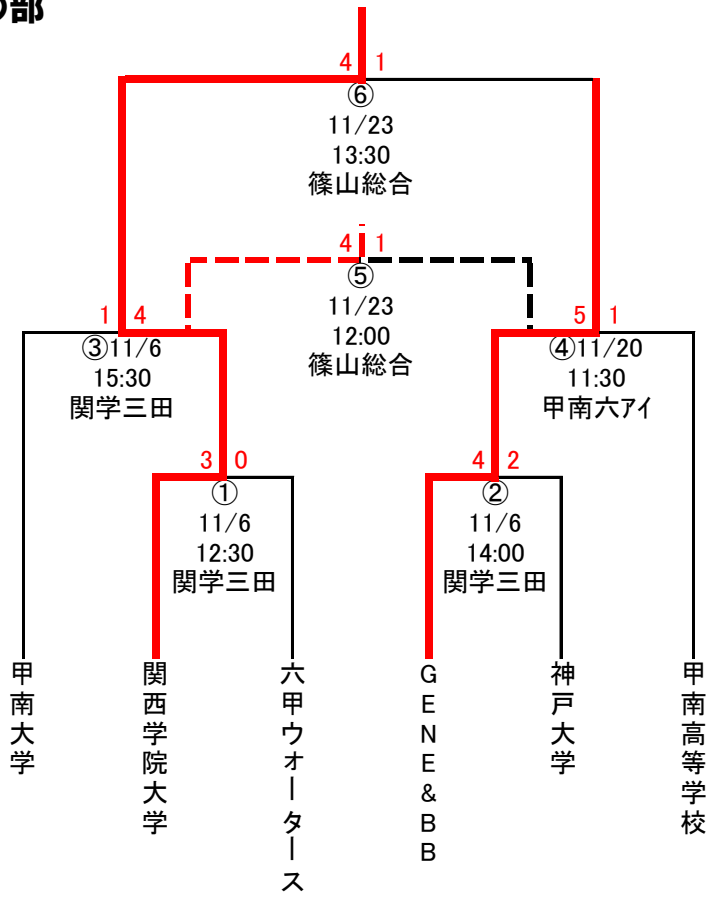 の部
4 1
⑥
11/23
13:30
篠山総合
4 1
⑤
11/23
12:00
篠山総合
1 4
③11/6
15:30
関学三田
5 1
④11/20
11:30
甲南六アイ
3 0
①
11/6
12:30
関学三田
4 2
②
11/6
14:00
関学三田
甲南大学
関西学院大学
六甲ウオータース
GENE&BB
神戸大学
甲南高等学校